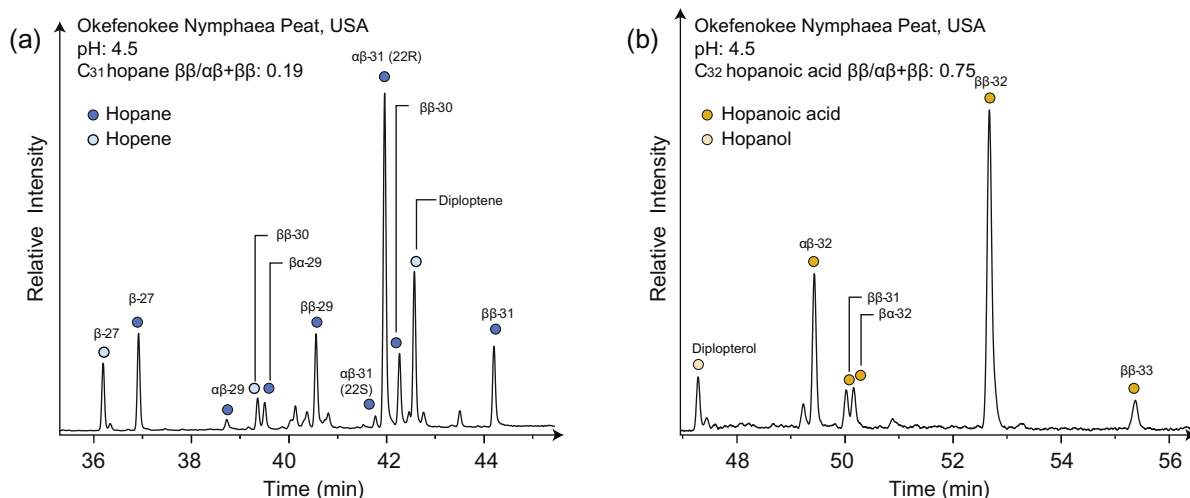 (a)
Okefenokee Nymphaea Peat, USA
pH: 4.5
C31 hopane ββ/αβ+ββ: 0.19
Hopane
Hopene
αβ-31 (22R)
ββ-30
Diploptene
ββ-30
βα-29
β-27
β-27
ββ-29
ββ-31
αβ-31
(22S)
αβ-29
Relative Intensity
36
38
40
42
44
Time (min)
(b)
Okefenokee Nymphaea Peat, USA
pH: 4.5
C32 hopanoic acid ββ/αβ+ββ: 0.75
ββ-32
Hopanoic acid
Hopanol
αβ-32
ββ-31
βα-32
Diplopterol
ββ-33
Relative Intensity
48
50
52
54
56
Time (min)